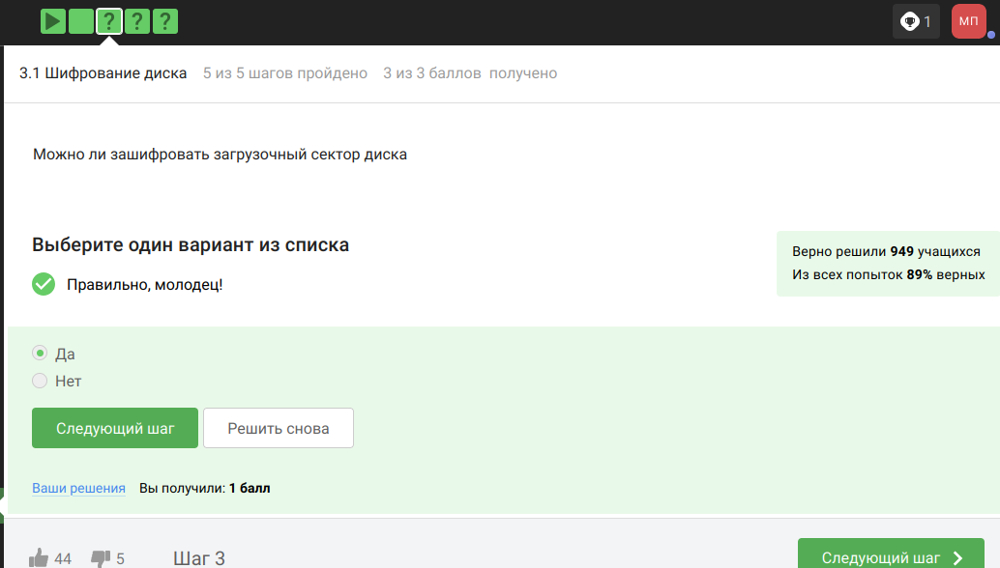 ? ? ? 1 МП
3.1 Шифрование диска 5 из 5 шагов пройдено 3 из 3 баллов получено
Можно ли зашифровать загрузочный сектор диска
Выберите один вариант из списка
Правильно, молодец!
Верно решили 949 учащихся
Из всех попыток 89% верных
Да
Нет
Следующий шаг Решить снова
Ваши решения Вы получили: 1 балл
44 5 Шаг 3 Следующий шаг